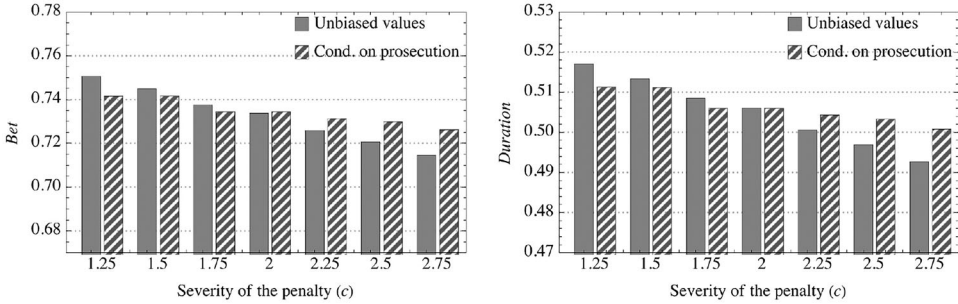 0.78
0.76
0.74
0.72
0.70
0.68
Bet
Unbiased values
Cond. on prosecution
1.25 1.5 1.75 2 2.25 2.5 2.75
Severity of the penalty (c)
0.53
0.52
0.51
0.50
0.49
0.48
0.47
Duration
Unbiased values
Cond. on prosecution
1.25 1.5 1.75 2 2.25 2.5 2.75
Severity of the penalty (c)